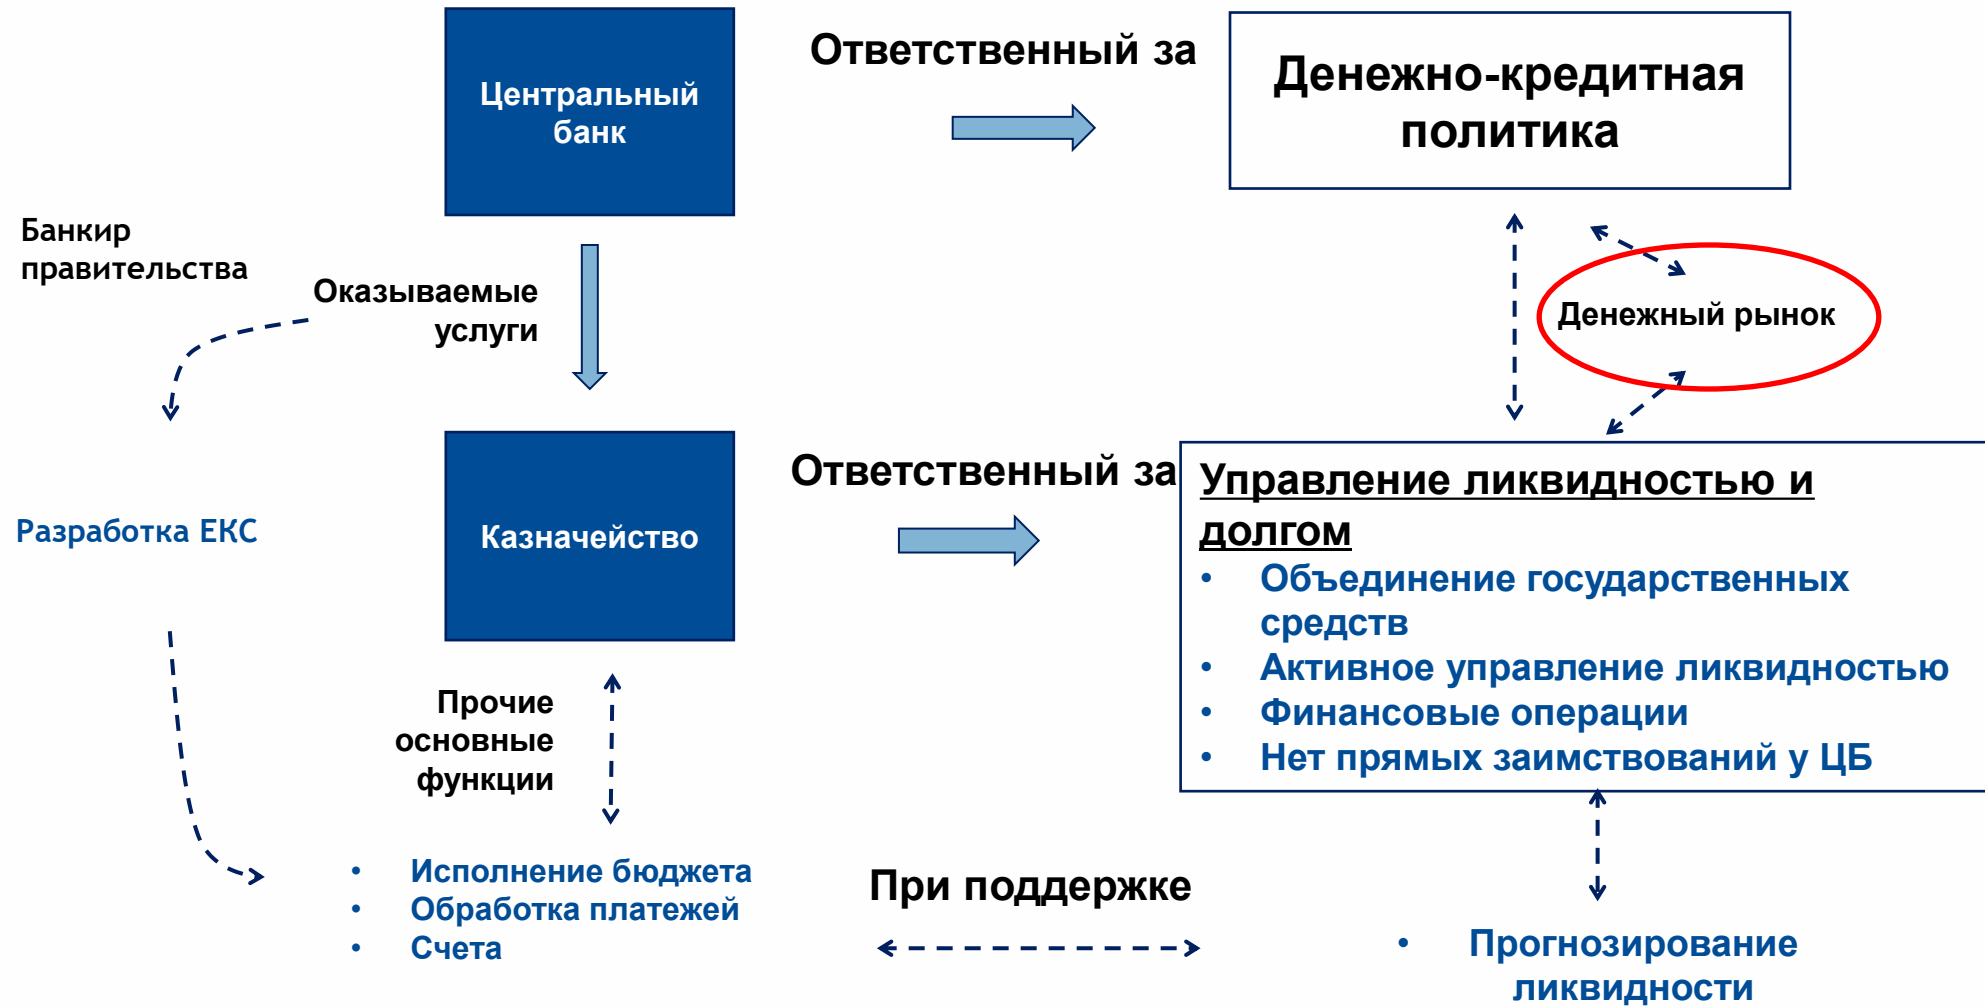 Центральный
банк
Ответственный за
Денежно-кредитная
политика
Банкир
правительства
Оказываемые
услуги
Денежный рынок
Разработка ЕКС
Казначейство
Ответственный за
Управление ликвидностью и
долгом
• Объединение государственных
средств
• Активное управление ликвидностью
• Финансовые операции
• Нет прямых заимствований у ЦБ
Прочие
основные
функции
• Исполнение бюджета
• Обработка платежей
• Счета
При поддержке
• Прогнозирование
ликвидности